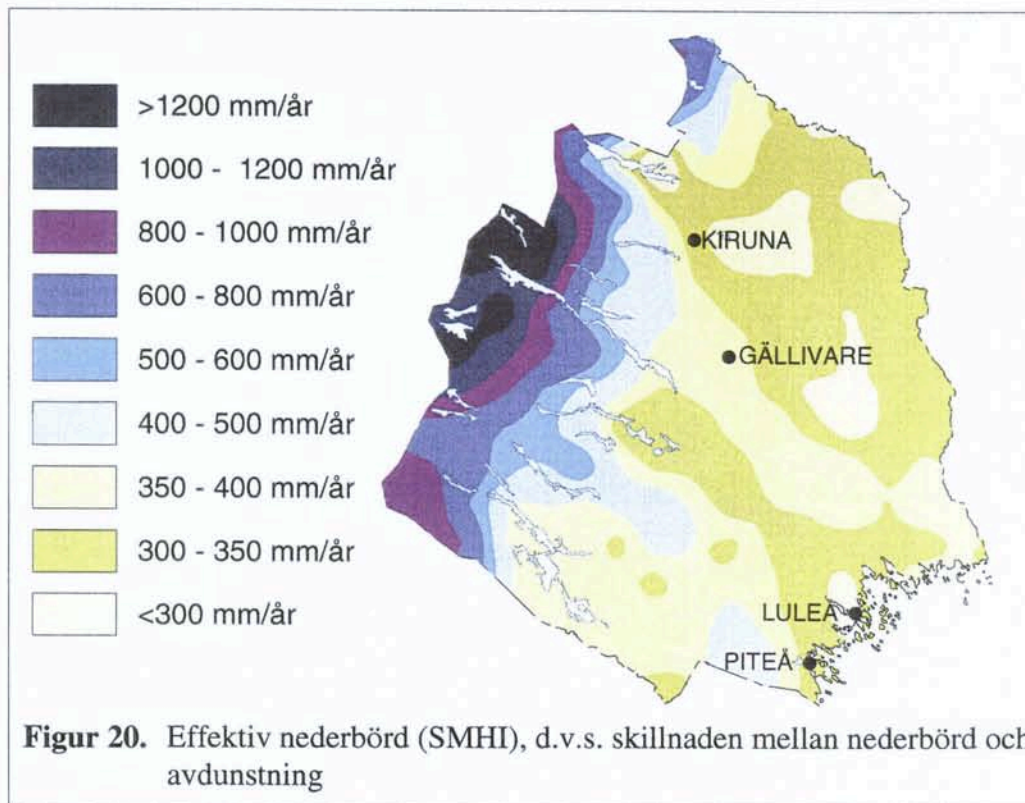 >1200 mm/år
1000 - 1200 mm/år
800 - 1000 mm/år
600 - 800 mm/år
500 - 600 mm/år
400 - 500 mm/år
350 - 400 mm/år
300 - 350 mm/år
<300 mm/år
KIRUNA
GÄLLIVARE
LULEÅ
PITEÅ
Figur 20. Effektiv nederbörd (SMHI), d.v.s. skillnaden mellan nederbörd och
avdunstning